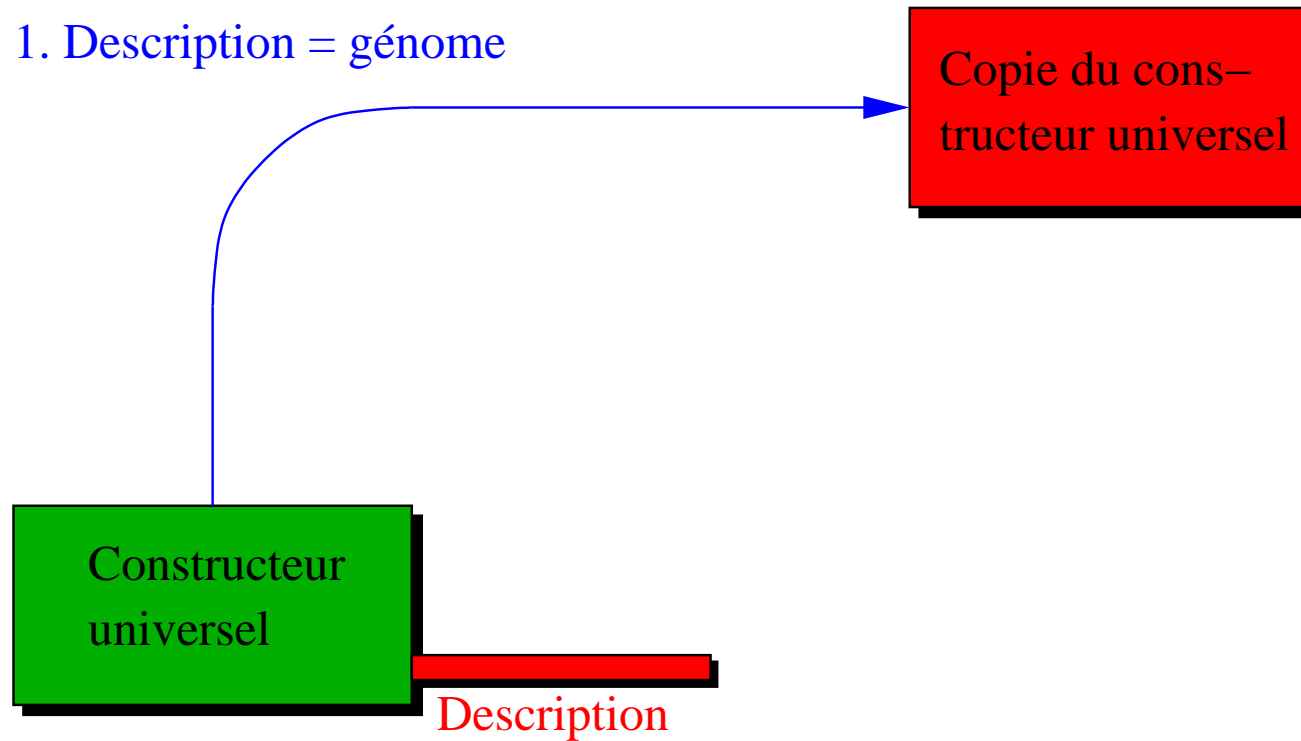 1. Description = génome
Copie du cons−
tructeur universel
Constructeur
universel
Description